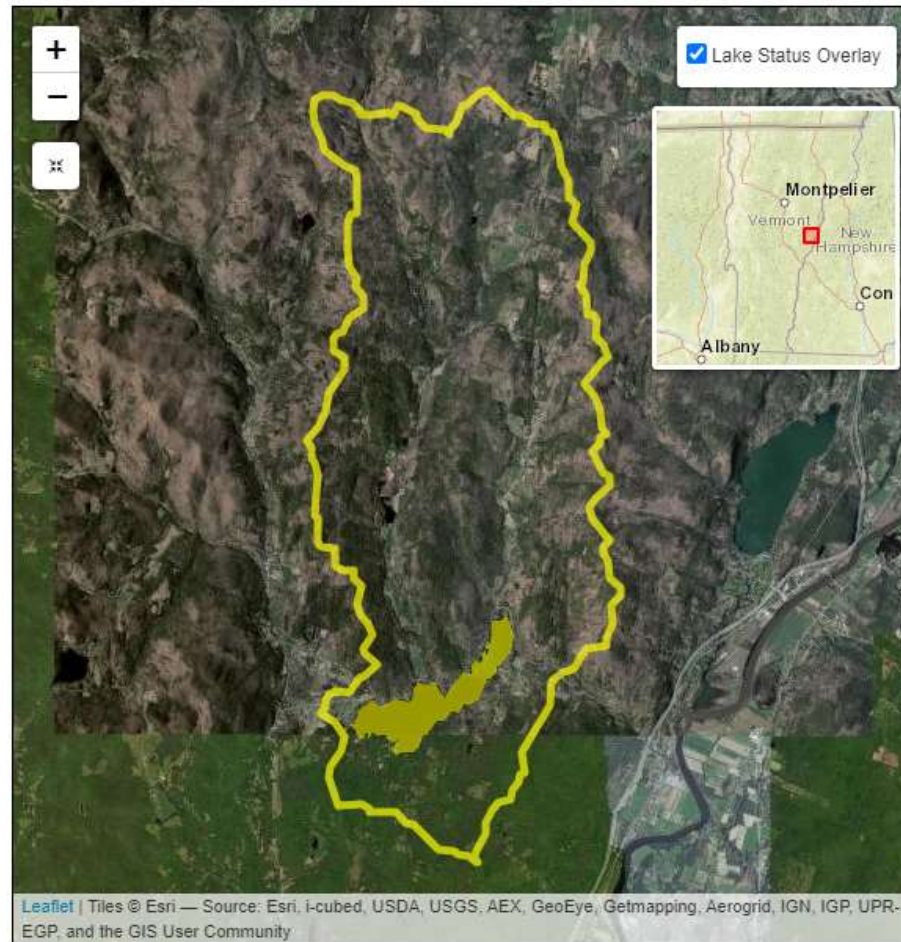 +
−
Lake Status Overlay
Montpelier
Vermont
New
Hampshire
Con
Albany
Leaflet | Tiles © Esri — Source: Esri, i-cubed, USDA, USGS, AEX, GeoEye, Getmapping, Aerogrid, IGN, IGP, UPR-
EGP, and the GIS User Community